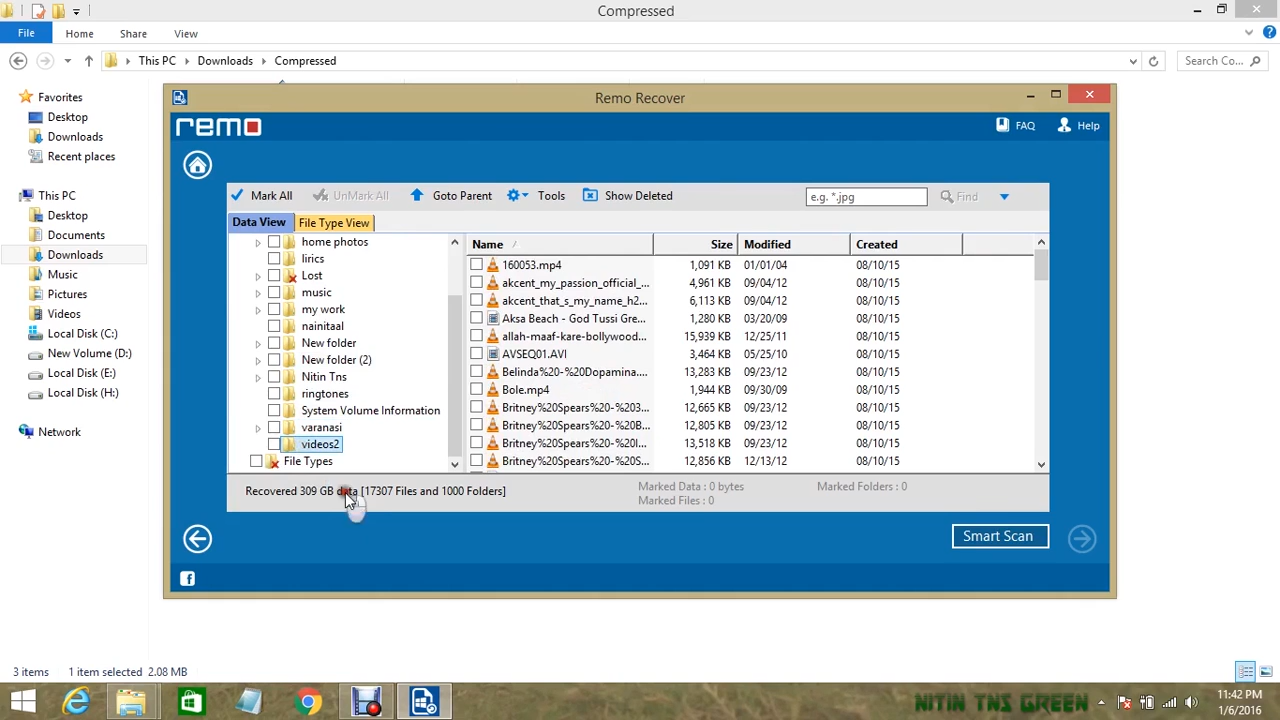 Compressed
File Home Share View
This PC Downloads Compressed Search Co...
Favorites
Desktop
Downloads
Recent places
This PC
Desktop
Documents
Downloads
Music
Pictures
Videos
Local Disk (C:)
New Volume (D:)
Local Disk (E:)
Local Disk (H:)
Network
Remo Recover
remo FAQ Help
Mark All UnMark All Goto Parent Tools Show Deleted e.g. *.jpg Find
Data View File Type View
home photos
lirics
Lost
music
my work
nainitaal
New folder
New folder (2)
Nitin Tns
ringtones
System Volume Information
varanasi
videos2
File Types
Name Size Modified Created
160053.mp4 1,091 KB 01/01/04 08/10/15
akcent_my_passion_official_... 4,961 KB 09/04/12 08/10/15
akcent_that_s_my_name_h2... 6,113 KB 09/04/12 08/10/15
Aksa Beach - God Tussi Gre... 1,280 KB 03/20/09 08/10/15
allah-maaf-kare-bollywood... 15,939 KB 12/25/11 08/10/15
AVSEQ01.AVI 3,464 KB 05/25/10 08/10/15
Belinda%20-%20Dopamina.... 13,283 KB 09/23/12 08/10/15
Bole.mp4 1,944 KB 09/30/09 08/10/15
Britney%20Spears%20-%203... 12,665 KB 09/23/12 08/10/15
Britney%20Spears%20-%20B... 12,805 KB 09/23/12 08/10/15
Britney%20Spears%20-%20I... 13,518 KB 09/23/12 08/10/15
Britney%20Spears%20-%20S... 12,856 KB 12/13/12 08/10/15
Recovered 309 GB data [17307 Files and 1000 Folders]
Marked Data : 0 bytes Marked Folders : 0
Marked Files : 0
Smart Scan
3 items 1 item selected 2.08 MB
NITIN TNS GREEN
11:42 PM
1/6/2016